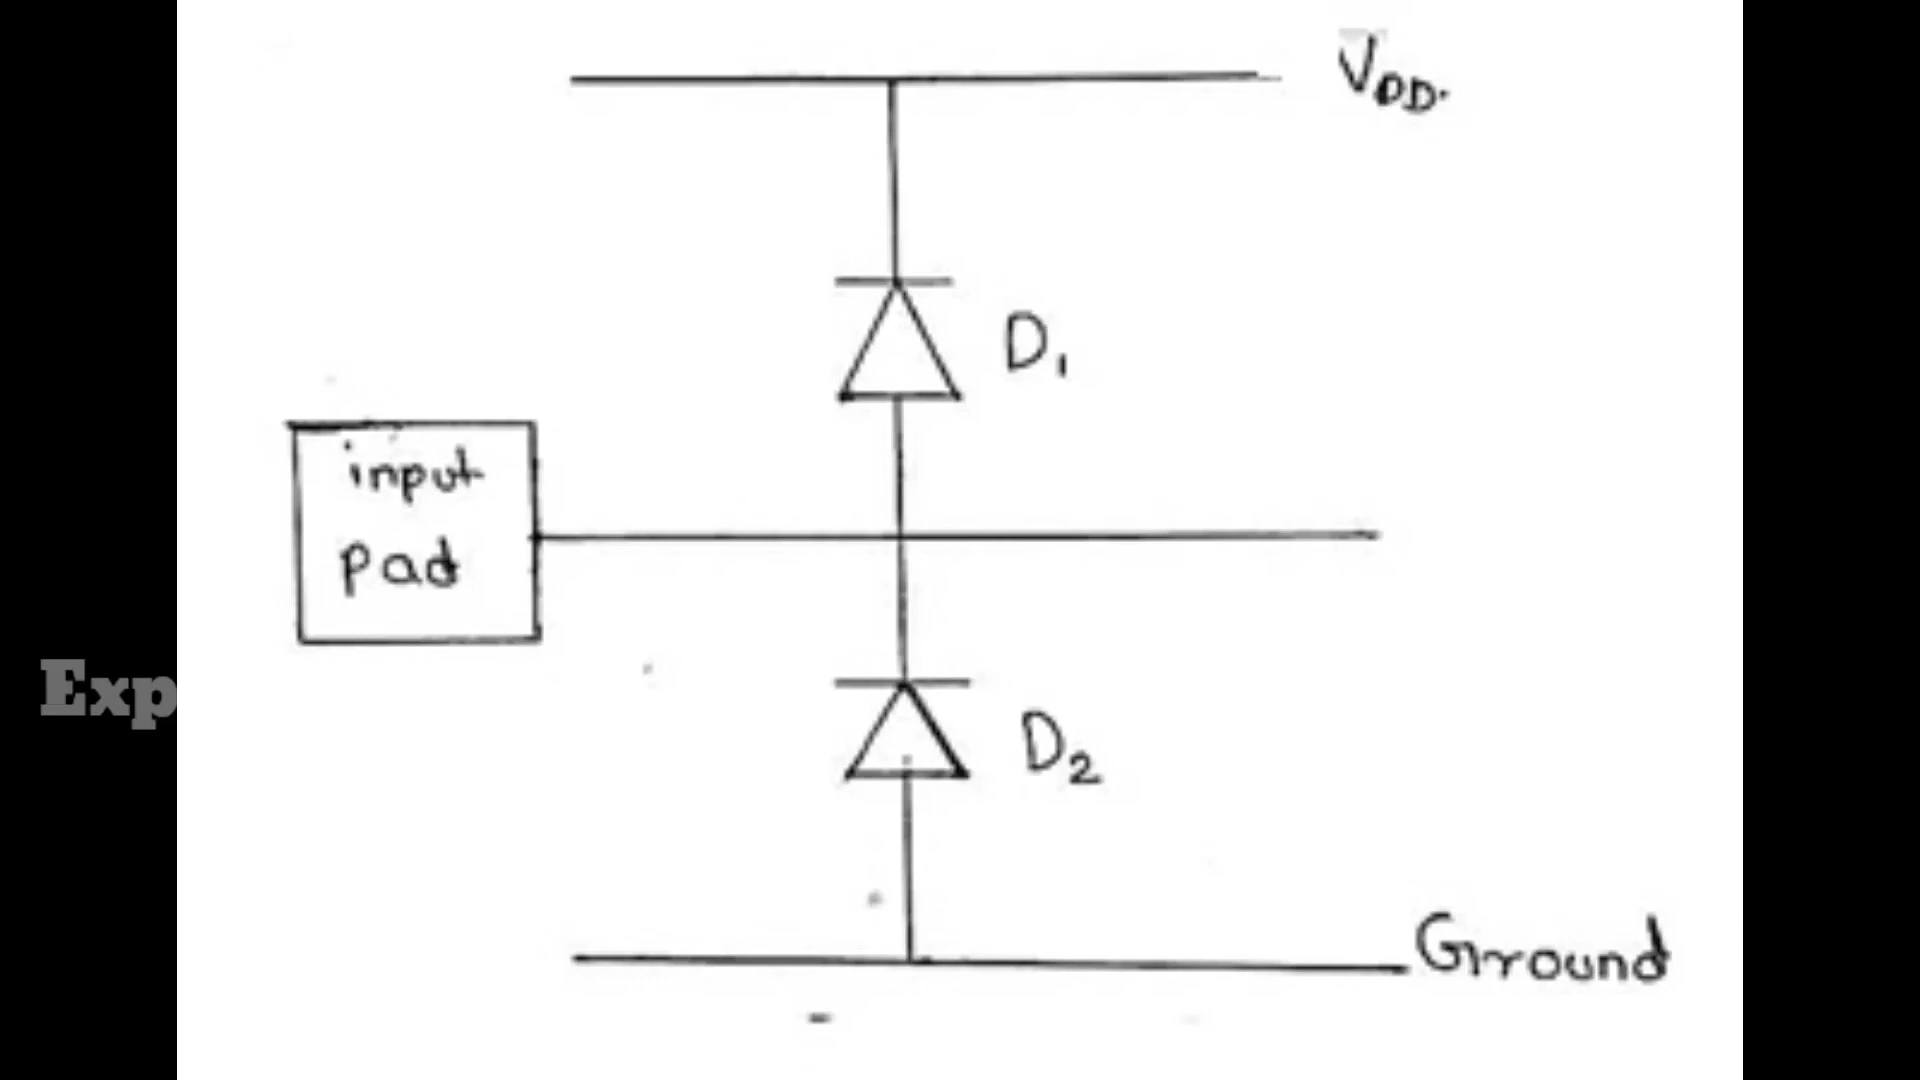 VDD.
D1
input
pad
Exp
D2
Ground